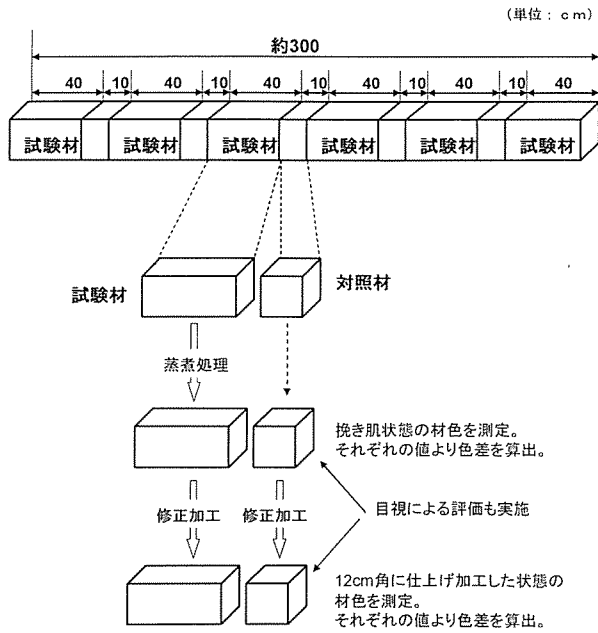 (単位：ｃｍ)
約300
40 10 40 10 40 10 40 10 40 10 40
試験材 試験材 試験材 試験材 試験材 試験材
試験材
対照材
蒸煮処理
挽き肌状態の材色を測定。
それぞれの値より色差を算出。
修正加工 修正加工
目視による評価も実施
12cm角に仕上げ加工した状態の
材色を測定。
それぞれの値より色差を算出。